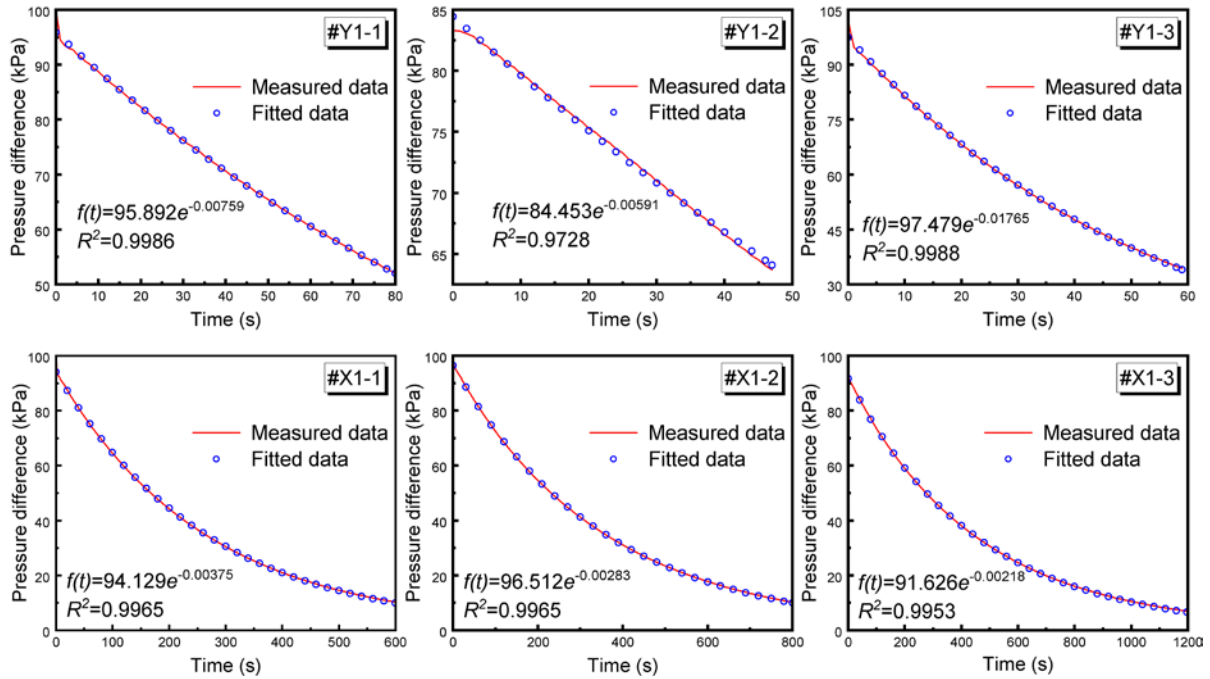 #Y1-1
Pressure difference (kPa)
100
90
80
70
60
50
Measured data
Fitted data
f(t)=95.892e^-0.00759
R²=0.9986
0 10 20 30 40 50 60 70 80
Time (s)
#Y1-2
Pressure difference (kPa)
85
80
75
70
65
Measured data
Fitted data
f(t)=84.453e^-0.00591
R²=0.9728
0 10 20 30 40 50
Time (s)
#Y1-3
Pressure difference (kPa)
105
90
75
60
45
30
Measured data
Fitted data
f(t)=97.479e^-0.01765
R²=0.9988
0 10 20 30 40 50 60
Time (s)
#X1-1
Pressure difference (kPa)
100
80
60
40
20
0
Measured data
Fitted data
f(t)=94.129e^-0.00375
R²=0.9965
0 100 200 300 400 500 600
Time (s)
#X1-2
Pressure difference (kPa)
100
80
60
40
20
0
Measured data
Fitted data
f(t)=96.512e^-0.00283
R²=0.9965
0 200 400 600 800
Time (s)
#X1-3
Pressure difference (kPa)
100
80
60
40
20
0
Measured data
Fitted data
f(t)=91.626e^-0.00218
R²=0.9953
0 200 400 600 800 1000 1200
Time (s)